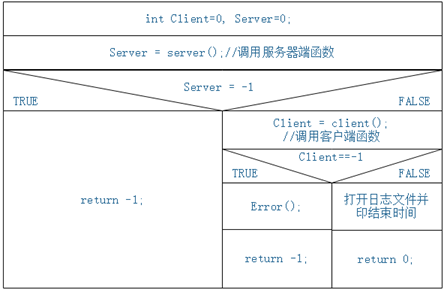 int Client=0, Server=0;
Server = server();//调用服务器端函数
Server = -1
TRUE
FALSE
Client = client();
//调用客户端函数
Client==-1
TRUE
FALSE
return -1;
Error();
打开日志文件并
印结束时间
return -1;
return 0;